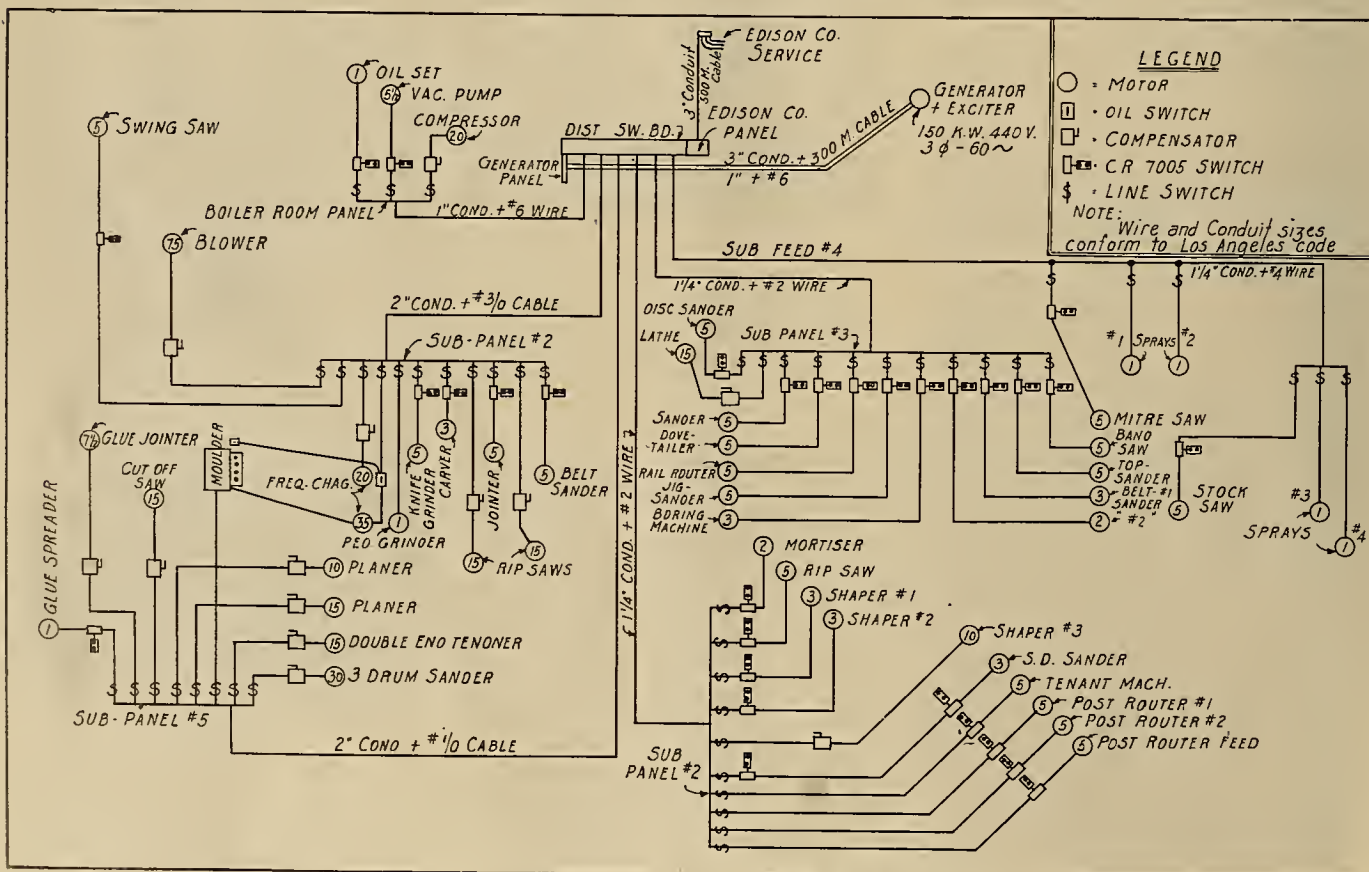 EDISON CO.
SERVICE
3" Conduit
500 M. Cable
1 OIL SET
5½ VAC. PUMP
COMPRESSOR
20
5 SWING SAW
DIST SW. BD.
EDISON CO.
PANEL
GENERATOR
+ EXCITER
150 K.W. 440 V.
3 φ - 60 ~
GENERATOR
PANEL
3" COND. + 300 M. CABLE
1" + #6
BOILER ROOM PANEL
1" COND. + #6 WIRE
LEGEND
= MOTOR
= OIL SWITCH
= COMPENSATOR
= CR 7005 SWITCH
= LINE SWITCH
NOTE:
Wire and Conduit sizes
conform to Los Angeles code
75 BLOWER
SUB FEED #4
1¼" COND. + #4 WIRE
1¼" COND. + #2 WIRE
2" COND. + #3/0 CABLE
SUB-PANEL #2
DISC SANDER
5
LATHE
15
SUB PANEL #3
#1 SPRAYS #2
1 1
7½ GLUE JOINTER
CUT OFF
SAW
15
MOULDER
FREQ. CHAG.
20
35
PED. GRINDER
1
5
KNIFE
GRINDER
3
CARVER
5
JOINTER
15 15
RIP SAWS
5
BELT
SANDER
SANDER 5
DOVE-
TAILER 5
RAIL ROUTER 5
JIG-
SANDER 5
BORING
MACHINE 3
5 MITRE SAW
5 BAND
SAW
5 TOP-
SANDER
3 BELT-#1
SANDER
2 " #2 "
STOCK
SAW
5
#3
1
SPRAYS
1
#4
GLUE SPREADER
1
10 PLANER
15 PLANER
15 DOUBLE END TENONER
30 3 DRUM SANDER
SUB-PANEL #5
2" COND + #1/0 CABLE
1¼" COND. + #2 WIRE
2 MORTISER
5 RIP SAW
3 SHAPER #1
3 SHAPER #2
10 SHAPER #3
3 S.D. SANDER
5 TENANT MACH.
5 POST ROUTER #1
5 POST ROUTER #2
5 POST ROUTER FEED
SUB
PANEL #2